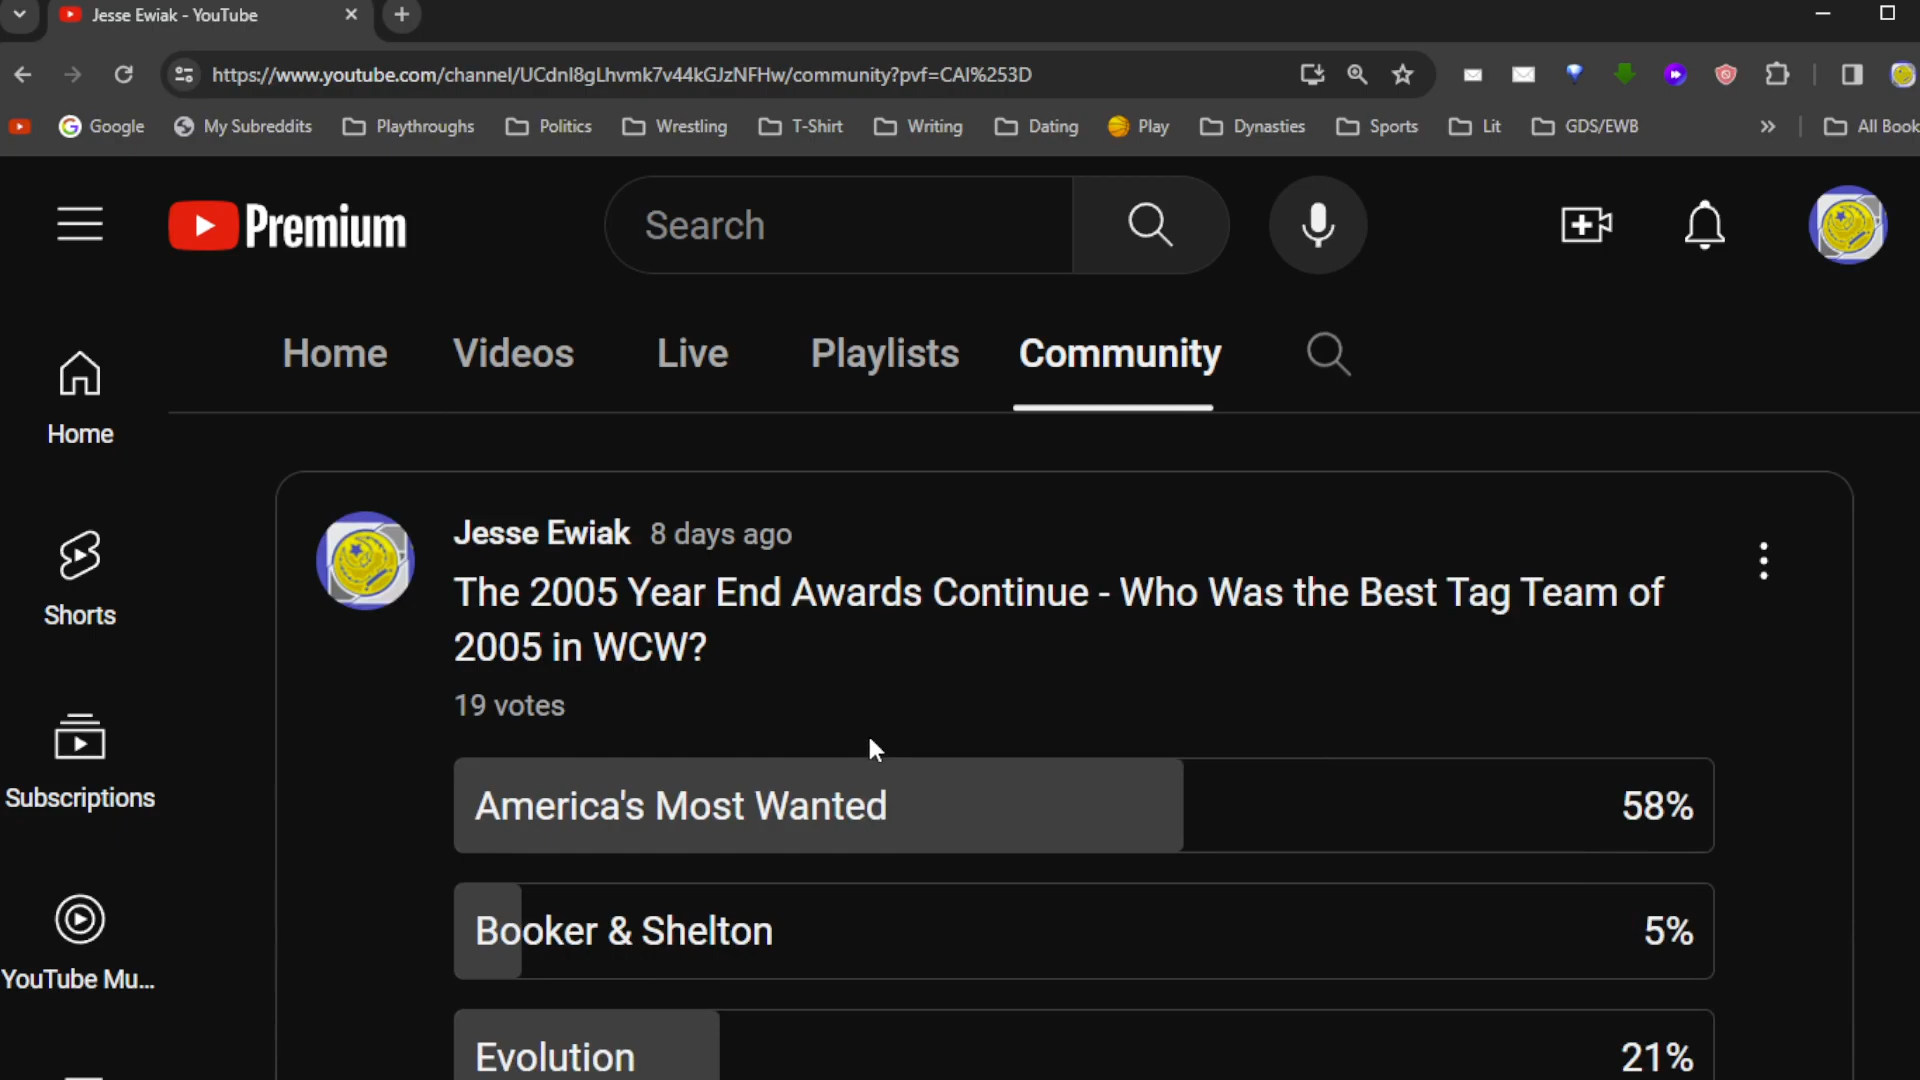 Jesse Ewiak - YouTube
https://www.youtube.com/channel/UCdnI8gLhvmk7v44kGJzNFHw/community?pvf=CAI%253D
Google My Subreddits Playthroughs Politics Wrestling T-Shirt Writing Dating Play Dynasties Sports Lit GDS/EWB » All Book
Premium
Search
Home Videos Live Playlists Community
Home
Shorts
Subscriptions
YouTube Mu...
Jesse Ewiak 8 days ago
The 2005 Year End Awards Continue - Who Was the Best Tag Team of
2005 in WCW?
19 votes
America's Most Wanted 58%
Booker & Shelton 5%
Evolution 21%